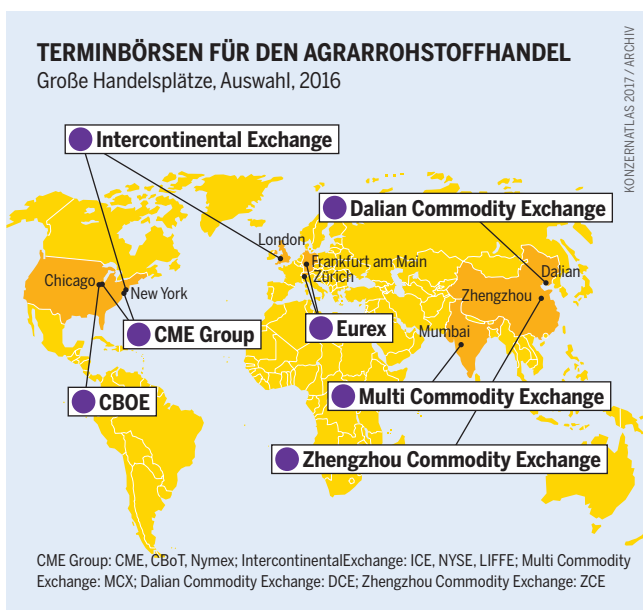 TERMINBÖRSEN FÜR DEN AGRARROHSTOFFHANDEL
Große Handelsplätze, Auswahl, 2016
KONZERNATLAS 2017 / ARCHIV
Intercontinental Exchange
Dalian Commodity Exchange
London
Frankfurt am Main
Zürich
Dalian
Chicago
New York
Zhengzhou
CME Group
Eurex
Mumbai
CBOE
Multi Commodity Exchange
Zhengzhou Commodity Exchange
CME Group: CME, CBoT, Nymex; IntercontinentalExchange: ICE, NYSE, LIFFE; Multi Commodity
Exchange: MCX; Dalian Commodity Exchange: DCE; Zhengzhou Commodity Exchange: ZCE